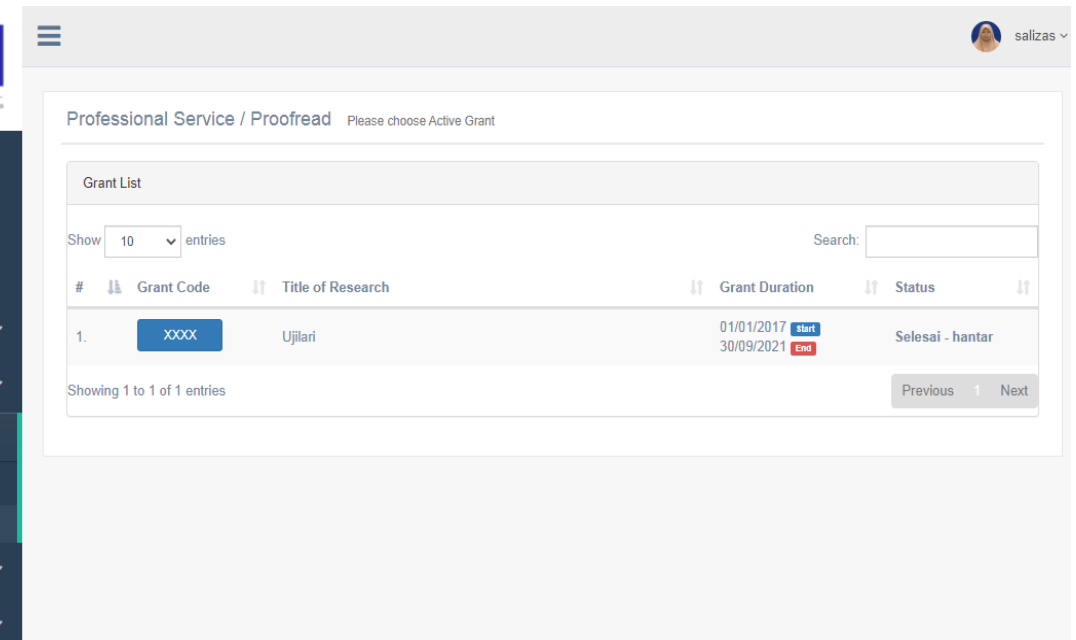 salizas
Professional Service / Proofread Please choose Active Grant
Grant List
Show 10 entries Search:
# Grant Code Title of Research Grant Duration Status
1. XXXX Ujilari 01/01/2017 Start Selesai - hantar
30/09/2021 End
Showing 1 to 1 of 1 entries Previous 1 Next